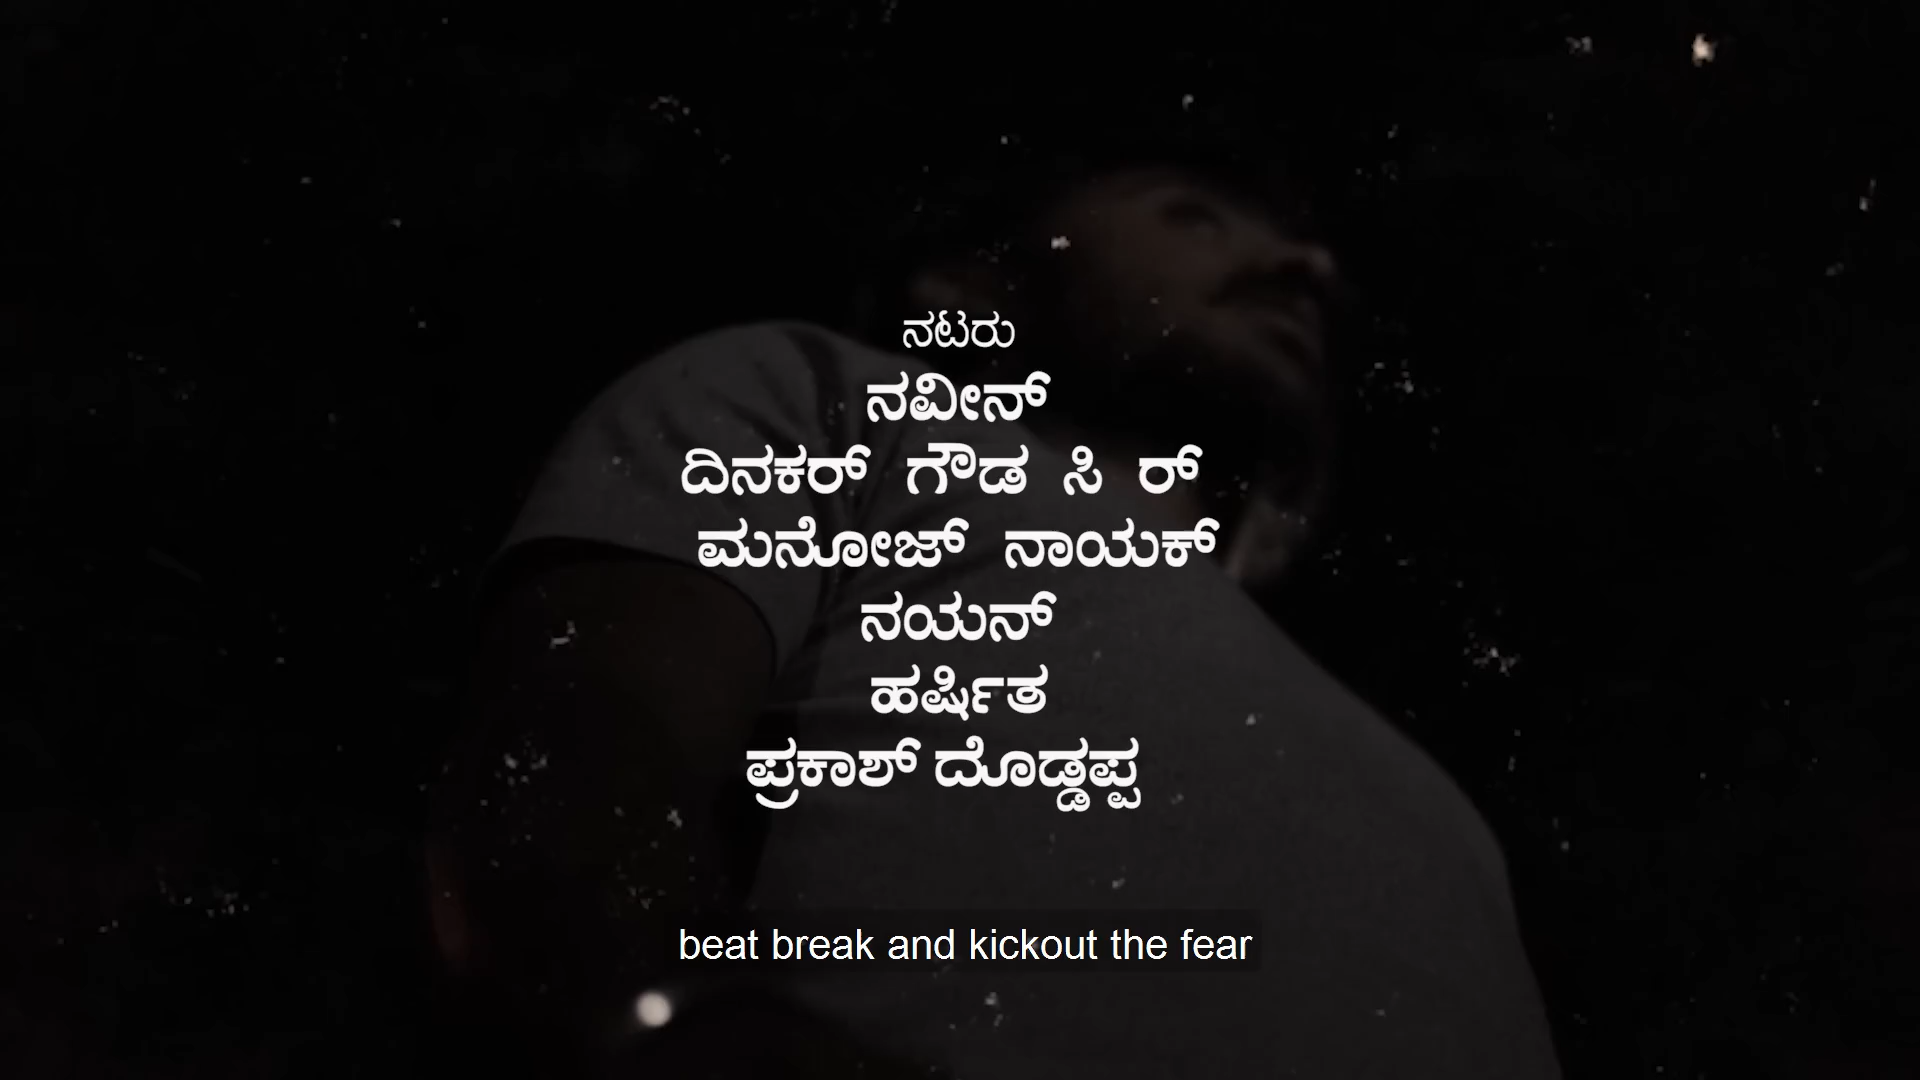 ನಟರು
ನವೀನ್
ದಿನಕರ್ ಗೌಡ ಸಿ ರ್
ಮನೋಜ್ ನಾಯಕ್
ನಯನ್
ಹರ್ಷಿತ
ಪ್ರಕಾಶ್ ದೊಡ್ಡಪ್ಪ
beat break and kickout the fear